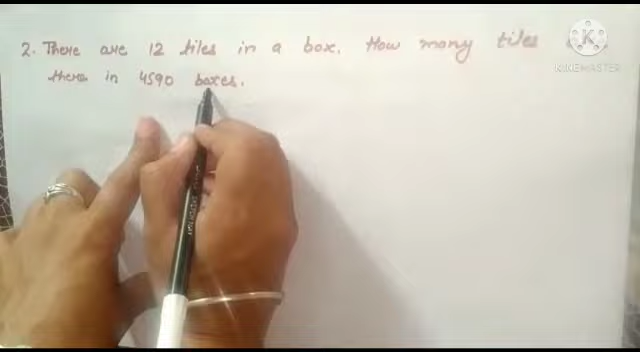 2. There are 12 tiles in a box. How many tiles
there in 4590 boxes.
KINEMASTER